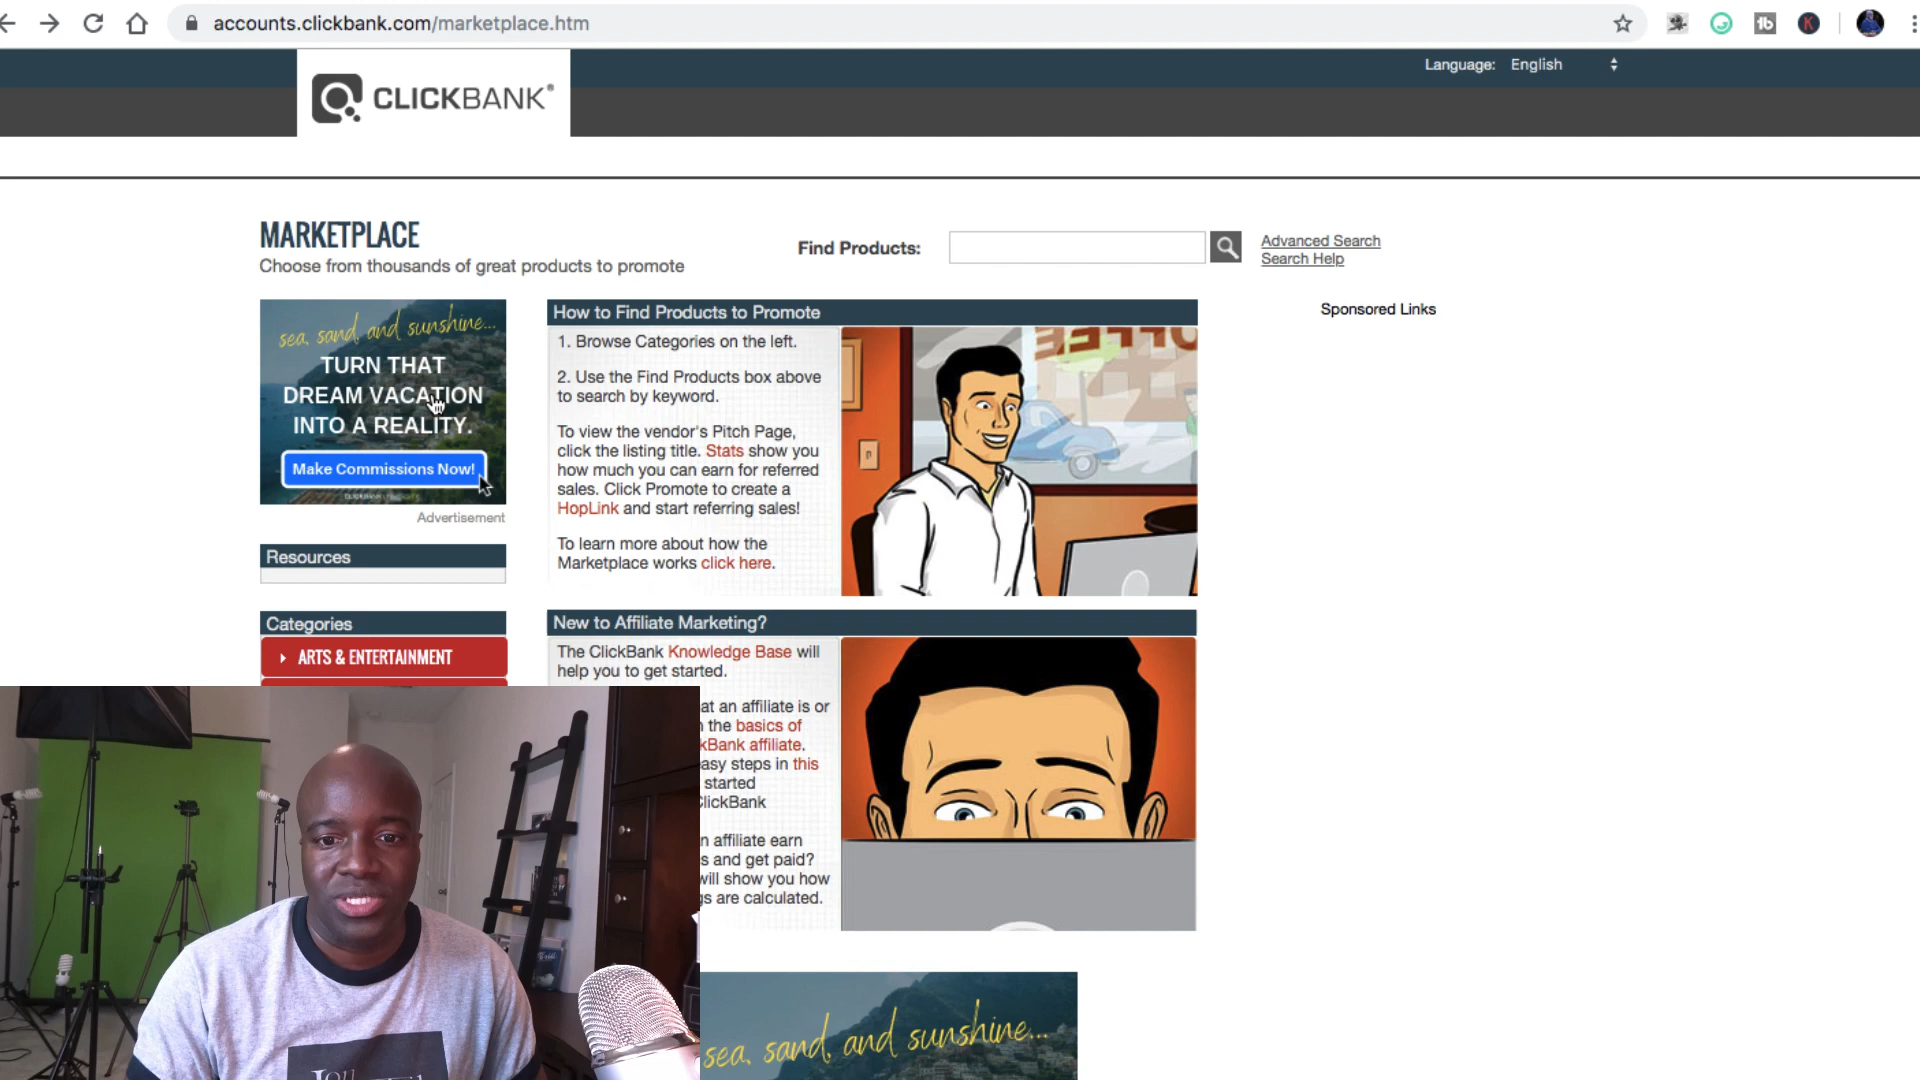 accounts.clickbank.com/marketplace.htm
Language: English
CLICKBANK®
MARKETPLACE
Choose from thousands of great products to promote
Find Products:
Advanced Search
Search Help
sea, sand, and sunshine...
TURN THAT
DREAM VACATION
INTO A REALITY.
Make Commissions Now!
Advertisement
Resources
Categories
ARTS & ENTERTAINMENT
How to Find Products to Promote
1. Browse Categories on the left.
2. Use the Find Products box above
to search by keyword.
To view the vendor's Pitch Page,
click the listing title. Stats show you
how much you can earn for referred
sales. Click Promote to create a
HopLink and start referring sales!
To learn more about how the
Marketplace works click here.
COFFEE
Sponsored Links
New to Affiliate Marketing?
The ClickBank Knowledge Base will
help you to get started.
at an affiliate is or
the basics of
kBank affiliate.
asy steps in this
started
ClickBank
n affiliate earn
s and get paid?
will show you how
gs are calculated.
sea, sand, and sunshine...